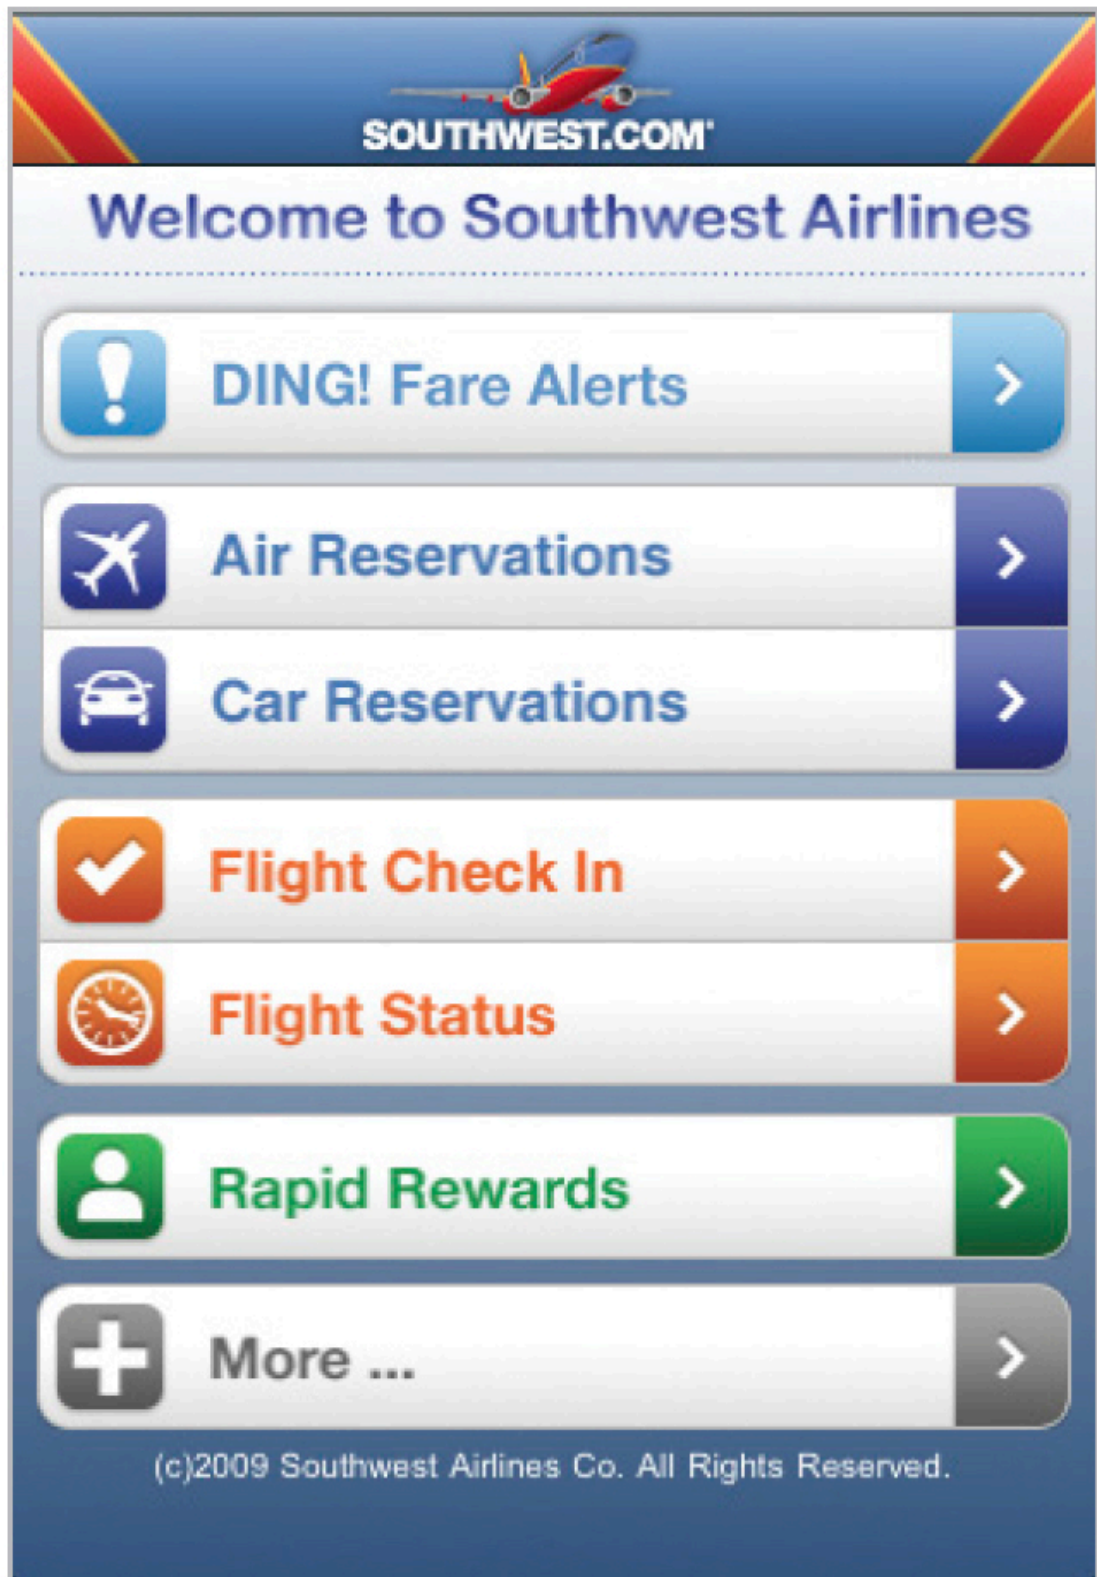 SOUTHWEST.COM®
Welcome to Southwest Airlines
DING! Fare Alerts
Air Reservations
Car Reservations
Flight Check In
Flight Status
Rapid Rewards
More ...
(c)2009 Southwest Airlines Co. All Rights Reserved.